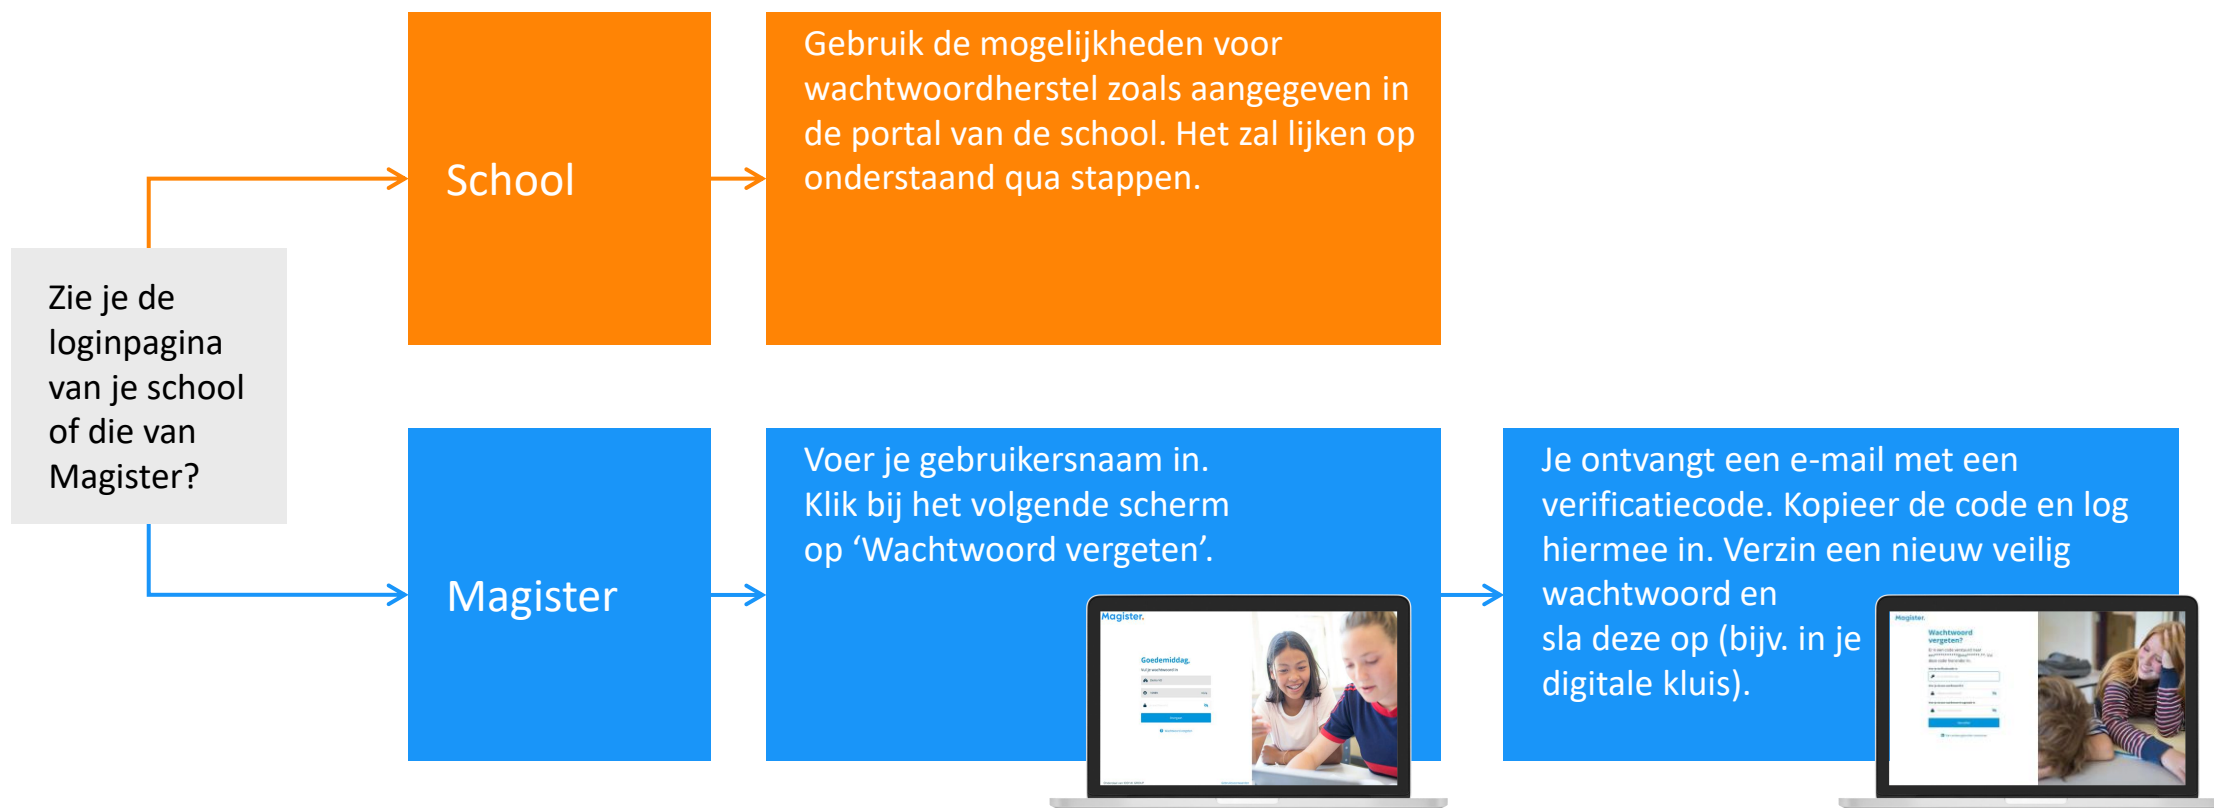 Zie je de
loginpagina
van je school
of die van
Magister?
School
Gebruik de mogelijkheden voor
wachtwoordherstel zoals aangegeven in
de portal van de school. Het zal lijken op
onderstaand qua stappen.
Magister
Voer je gebruikersnaam in.
Klik bij het volgende scherm
op ‘Wachtwoord vergeten’.
Magister.
Goedemiddag,
Vul je wachtwoord in
Je ontvangt een e-mail met een
verificatiecode. Kopieer de code en log
hiermee in. Verzin een nieuw veilig
wachtwoord en
sla deze op (bijv. in je
digitale kluis).
Magister.
Wachtwoord
vergeten?